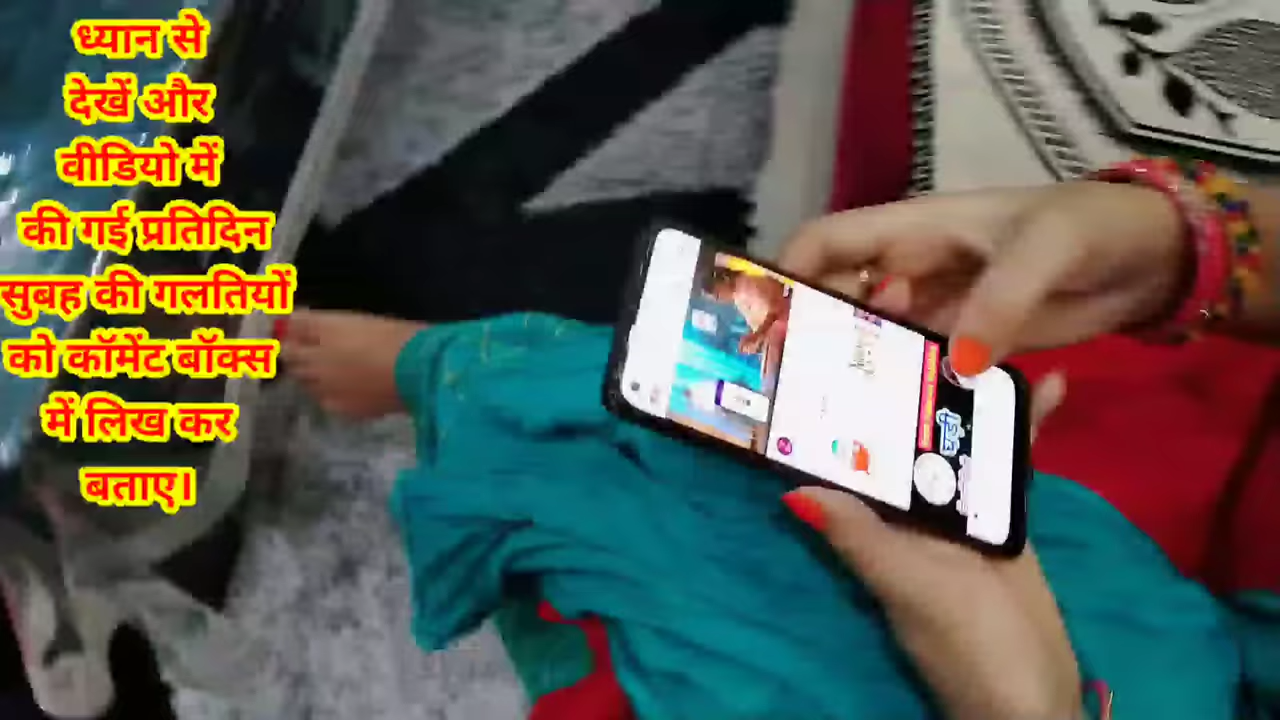 ध्यान से
देखें और
वीडियो में
की गई प्रतिदिन
सुबह की गलतियों
को कॉमेंट बॉक्स
में लिख कर
बताए।